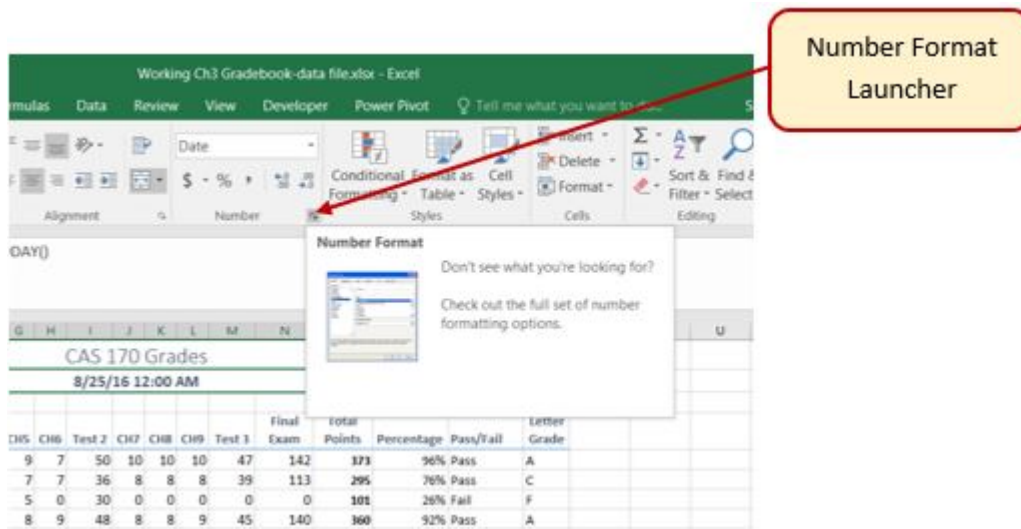 Number Format
Launcher
Working Ch3 Gradebook-data file.xlsx - Excel
rmulas Data Review View Developer Power Pivot Tell me what you want to
Date
$ % ,
Conditional Format as Cell
Formatting Table Styles
Insert
Delete
Format
Sort & Find &
Filter Select
Alignment Number Styles Cells Editing
DAY()
Number Format
Don't see what you're looking for?
Check out the full set of number
formatting options.
G H I J K L M N U
CAS 170 Grades
8/25/16 12:00 AM
Final Total Letter
CH5 CH6 Test 2 CH7 CH8 CH9 Test 3 Exam Points Percentage Pass/Fail Grade
9 7 50 10 10 10 47 142 373 96% Pass A
7 7 36 8 8 8 39 113 295 76% Pass C
5 0 30 0 0 0 0 0 101 26% Fail F
8 9 48 8 8 9 45 140 360 92% Pass A